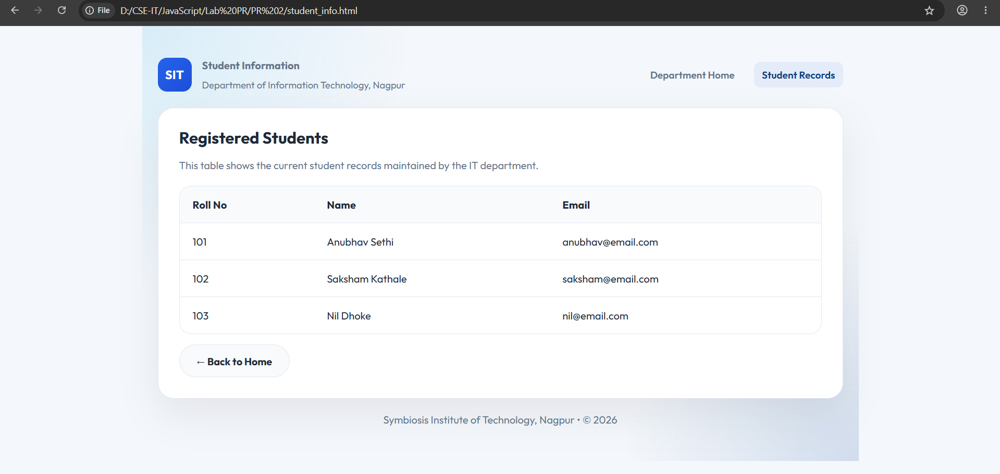 File D:/CSE-IT/JavaScript/Lab%20PR/PR%202/student_info.html
SIT
Student Information
Department of Information Technology, Nagpur
Department Home Student Records
Registered Students
This table shows the current student records maintained by the IT department.
Roll No Name Email
101 Anubhav Sethi anubhav@email.com
102 Saksham Kathale saksham@email.com
103 Nil Dhoke nil@email.com
← Back to Home
Symbiosis Institute of Technology, Nagpur • © 2026